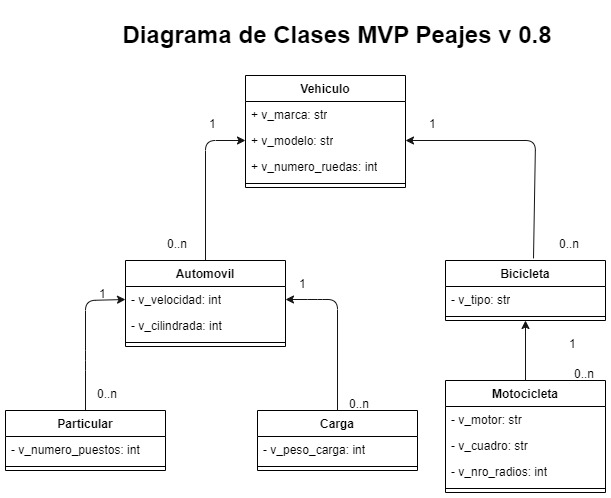 Diagrama de Clases MVP Peajes v 0.8
Vehiculo
+ v_marca: str
+ v_modelo: str
+ v_numero_ruedas: int
1
1
0..n
0..n
Automovil
- v_velocidad: int
- v_cilindrada: int
Bicicleta
- v_tipo: str
1
1
1
0..n
0..n
0..n
Particular
- v_numero_puestos: int
Carga
- v_peso_carga: int
Motocicleta
- v_motor: str
- v_cuadro: str
- v_nro_radios: int